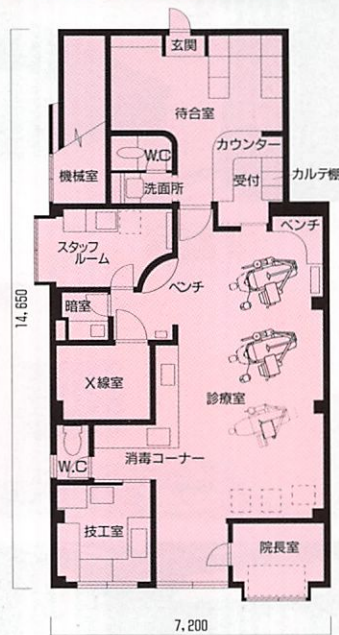 玄関
待合室
W.C
カウンター
洗面所
受付
カルテ棚
機械室
ベンチ
スタッフ
ルーム
ベンチ
暗室
14,650
X線室
診療室
W.C
消毒コーナー
技工室
院長室
7,200